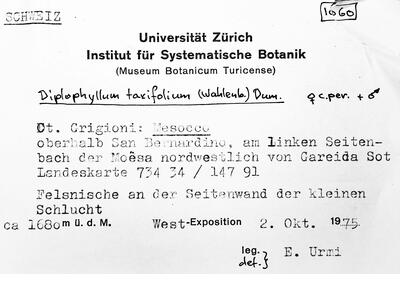 SCHWEIZ
1060
Universität Zürich
Institut für Systematische Botanik
(Museum Botanicum Turicense)
Diplophyllum taxifolium (Wahlenb.) Dum. ♀ c. per. + ♂
Ct. Grigioni: Mesocco
oberhalb San Bernardino, am linken Seiten-
bach der Moësa nordwestlich von Gareida Sot
Landeskarte 734 34 / 147 91
Felsnische an der Seitenwand der kleinen
Schlucht
ca 1680 m ü. d. M. West-Exposition 2. Okt. 1975.
leg. det.} E. Urmi